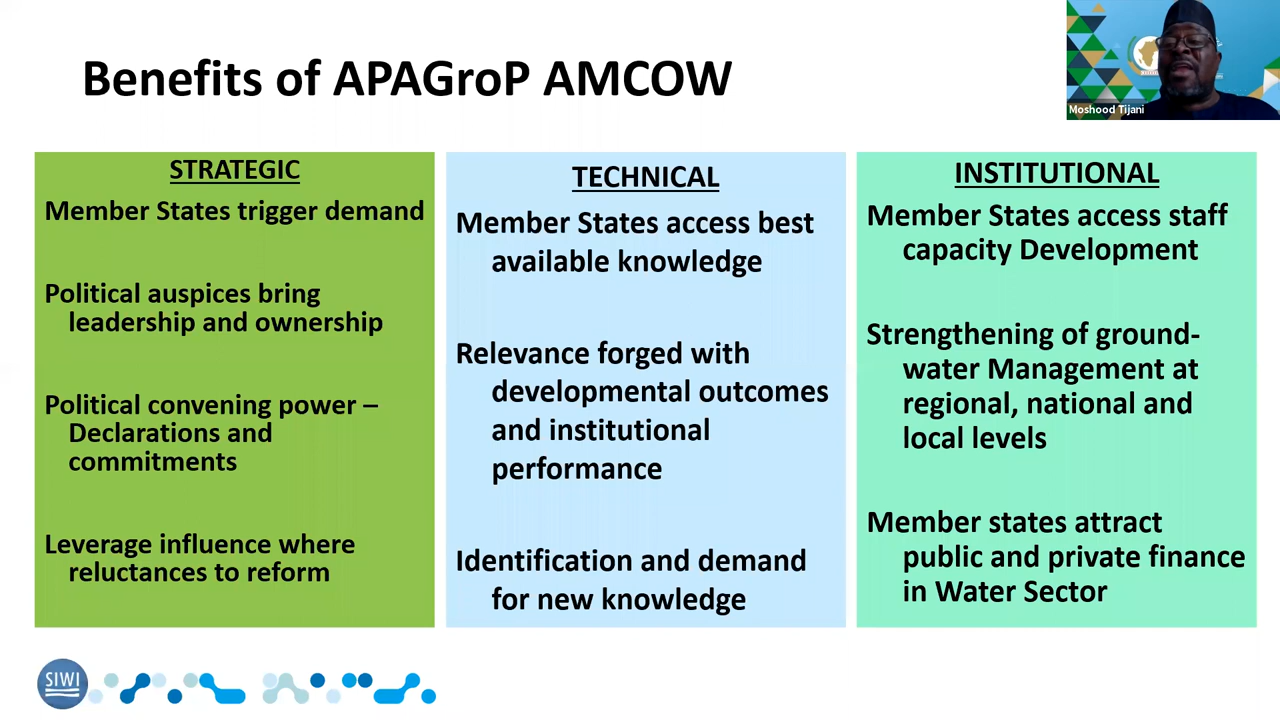 Benefits of APAGroP AMCOW
Moshood Tijani
STRATEGIC
Member States trigger demand
Political auspices bring
leadership and ownership
Political convening power –
Declarations and
commitments
Leverage influence where
reluctances to reform
TECHNICAL
Member States access best
available knowledge
Relevance forged with
developmental outcomes
and institutional
performance
Identification and demand
for new knowledge
INSTITUTIONAL
Member States access staff
capacity Development
Strengthening of ground-
water Management at
regional, national and
local levels
Member states attract
public and private finance
in Water Sector
SIWI